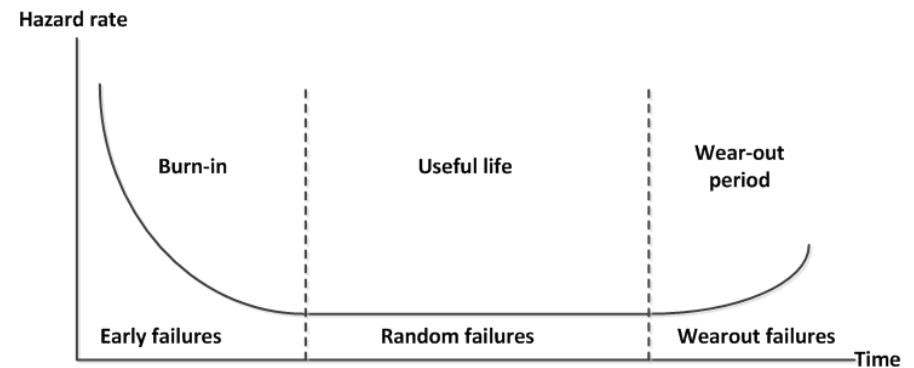 Hazard rate
Burn-in
Useful life
Wear-out
period
Early failures
Random failures
Wearout failures
Time